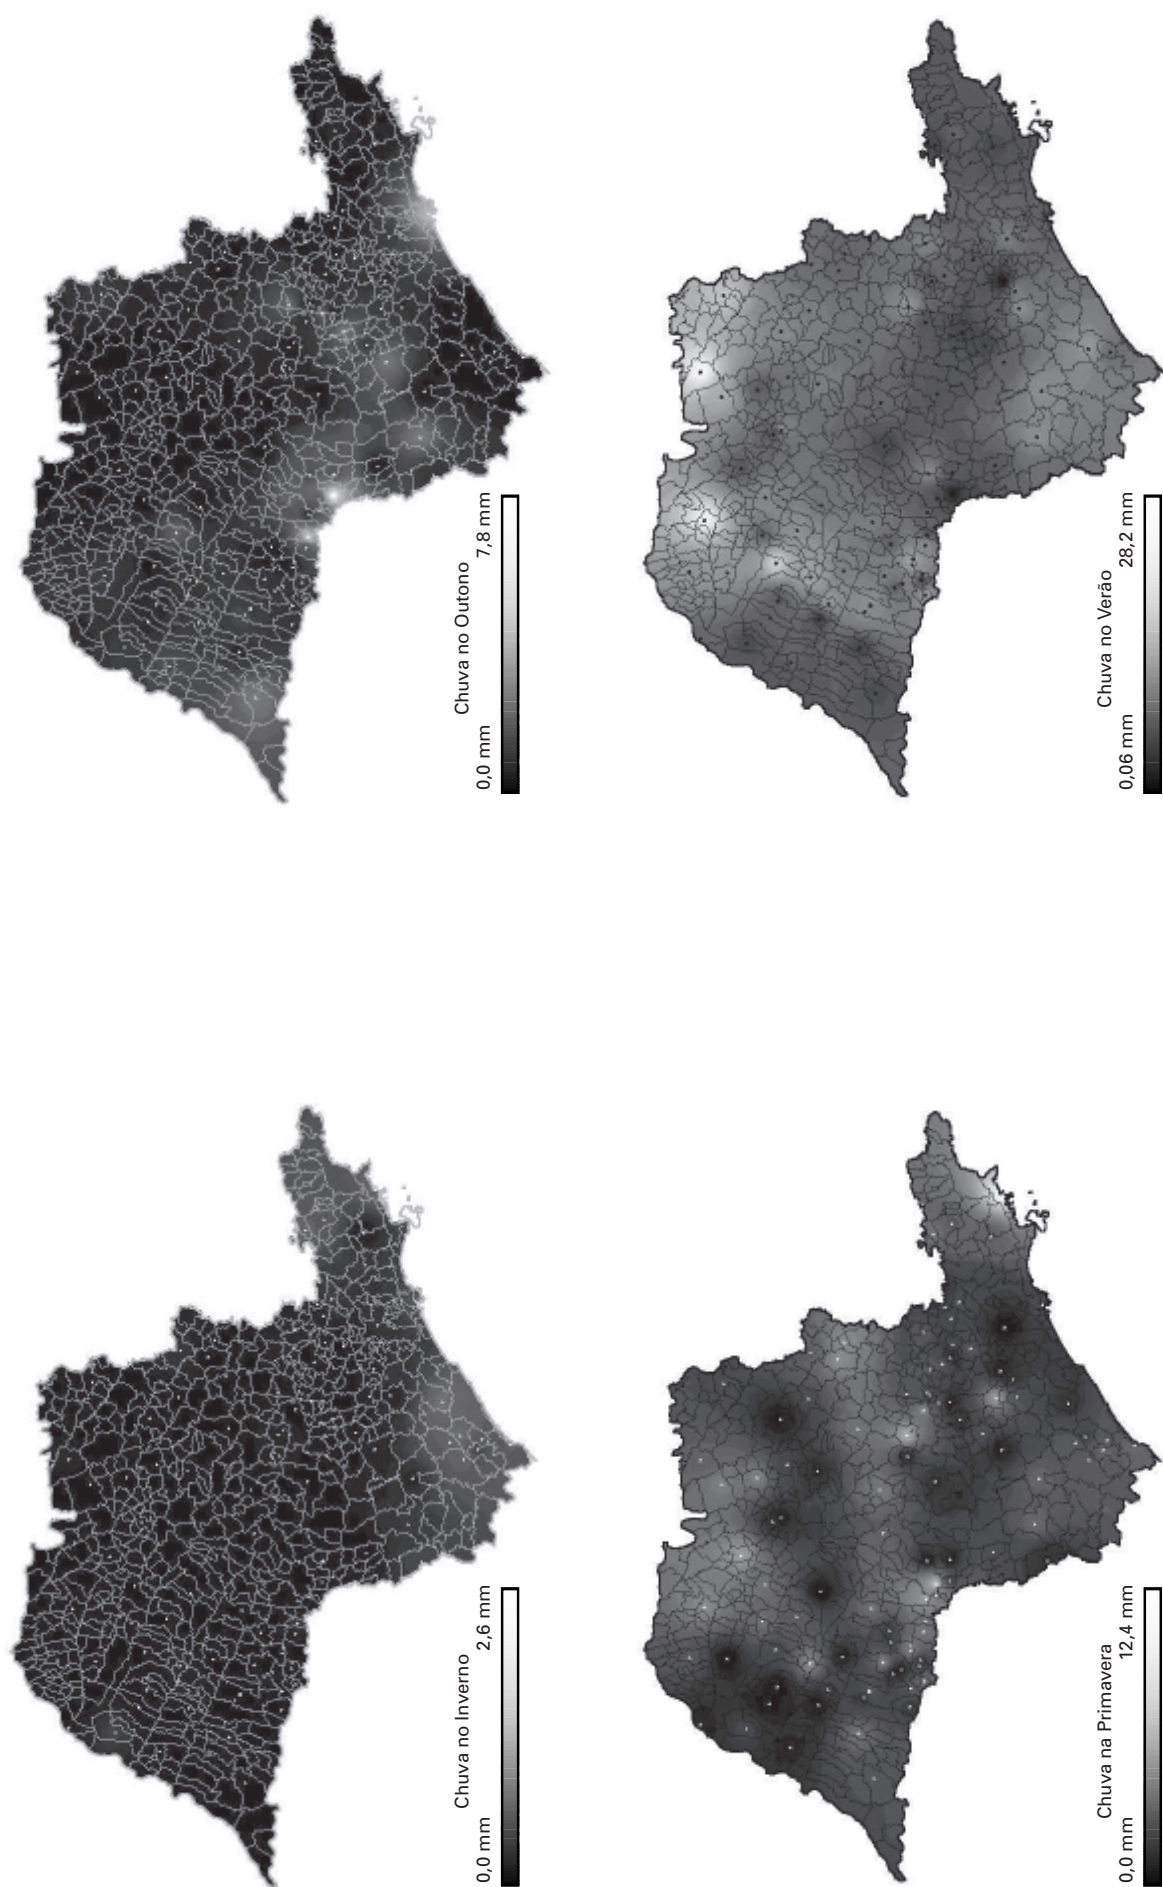 Chuva no Inverno
0,0 mm
2,6 mm
Chuva no Outono
0,0 mm
7,8 mm
Chuva na Primavera
0,0 mm
12,4 mm
Chuva no Verão
0,06 mm
28,2 mm